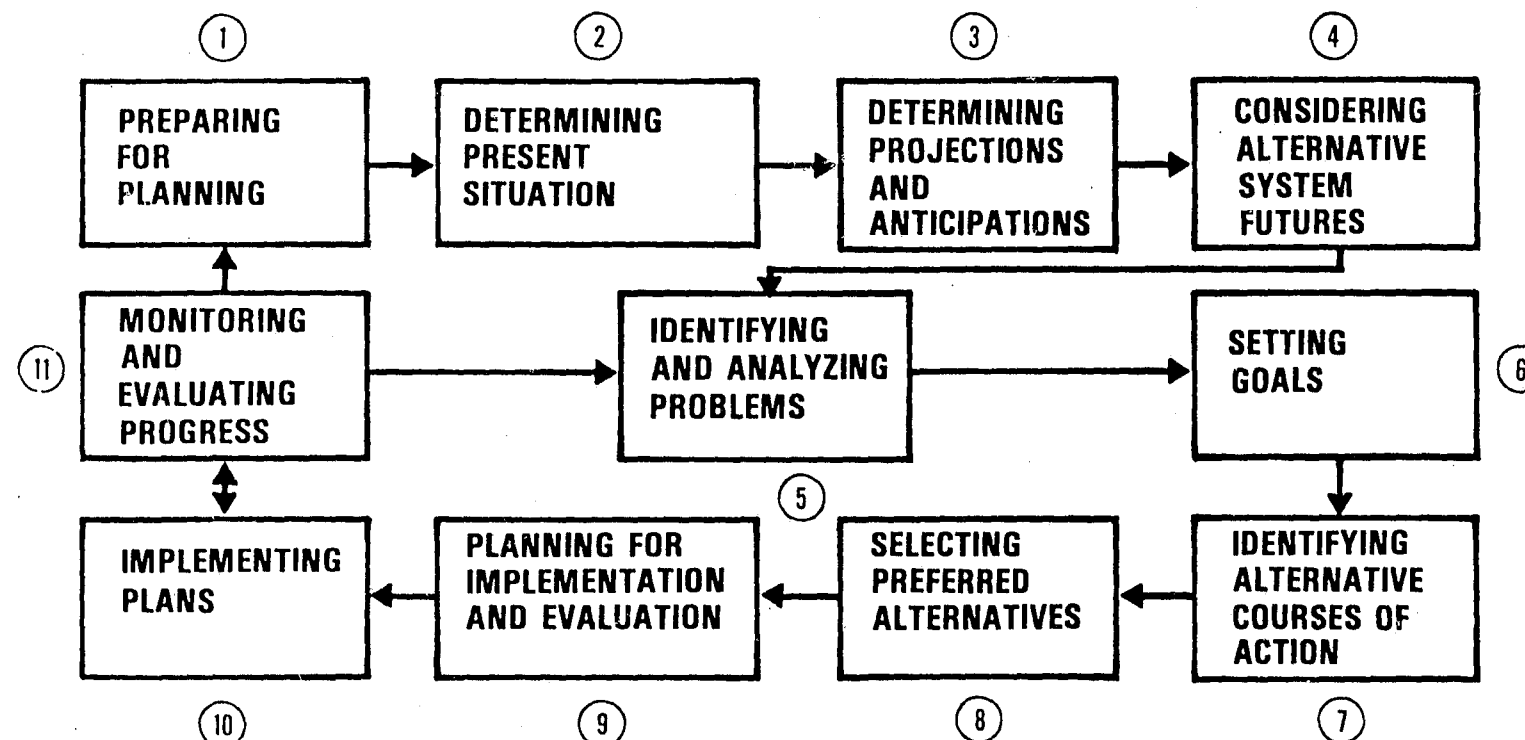 1
2
3
4
PREPARING
FOR
PLANNING
DETERMINING
PRESENT
SITUATION
DETERMINING
PROJECTIONS
AND
ANTICIPATIONS
CONSIDERING
ALTERNATIVE
SYSTEM
FUTURES
11
MONITORING
AND
EVALUATING
PROGRESS
IDENTIFYING
AND ANALYZING
PROBLEMS
SETTING
GOALS
6
5
IMPLEMENTING
PLANS
PLANNING FOR
IMPLEMENTATION
AND EVALUATION
SELECTING
PREFERRED
ALTERNATIVES
IDENTIFYING
ALTERNATIVE
COURSES OF
ACTION
10
9
8
7